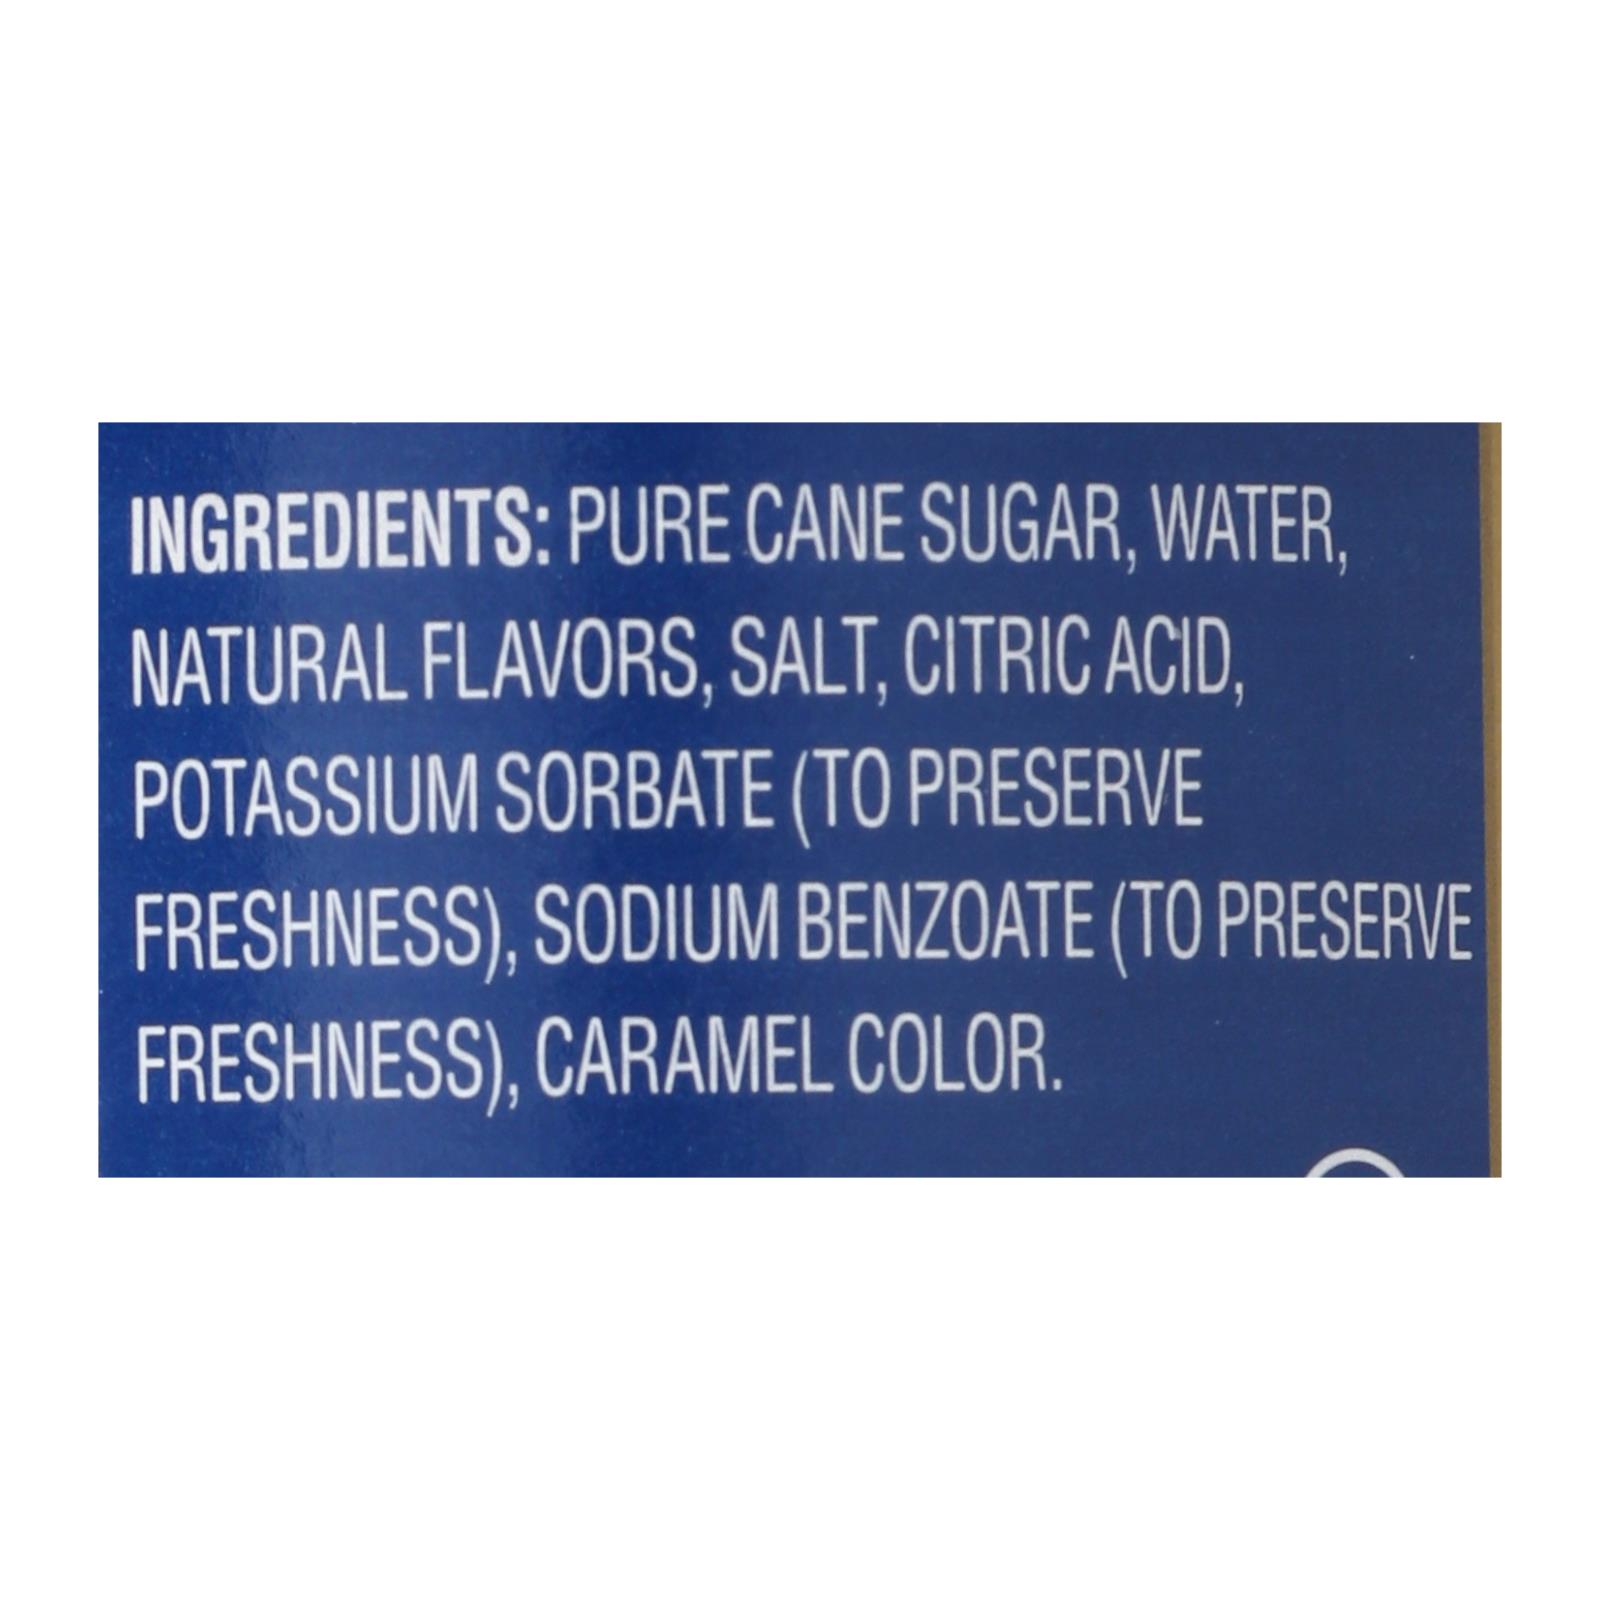 INGREDIENTS: PURE CANE SUGAR, WATER,
NATURAL FLAVORS, SALT, CITRIC ACID,
POTASSIUM SORBATE (TO PRESERVE
FRESHNESS), SODIUM BENZOATE (TO PRESERVE
FRESHNESS), CARAMEL COLOR.